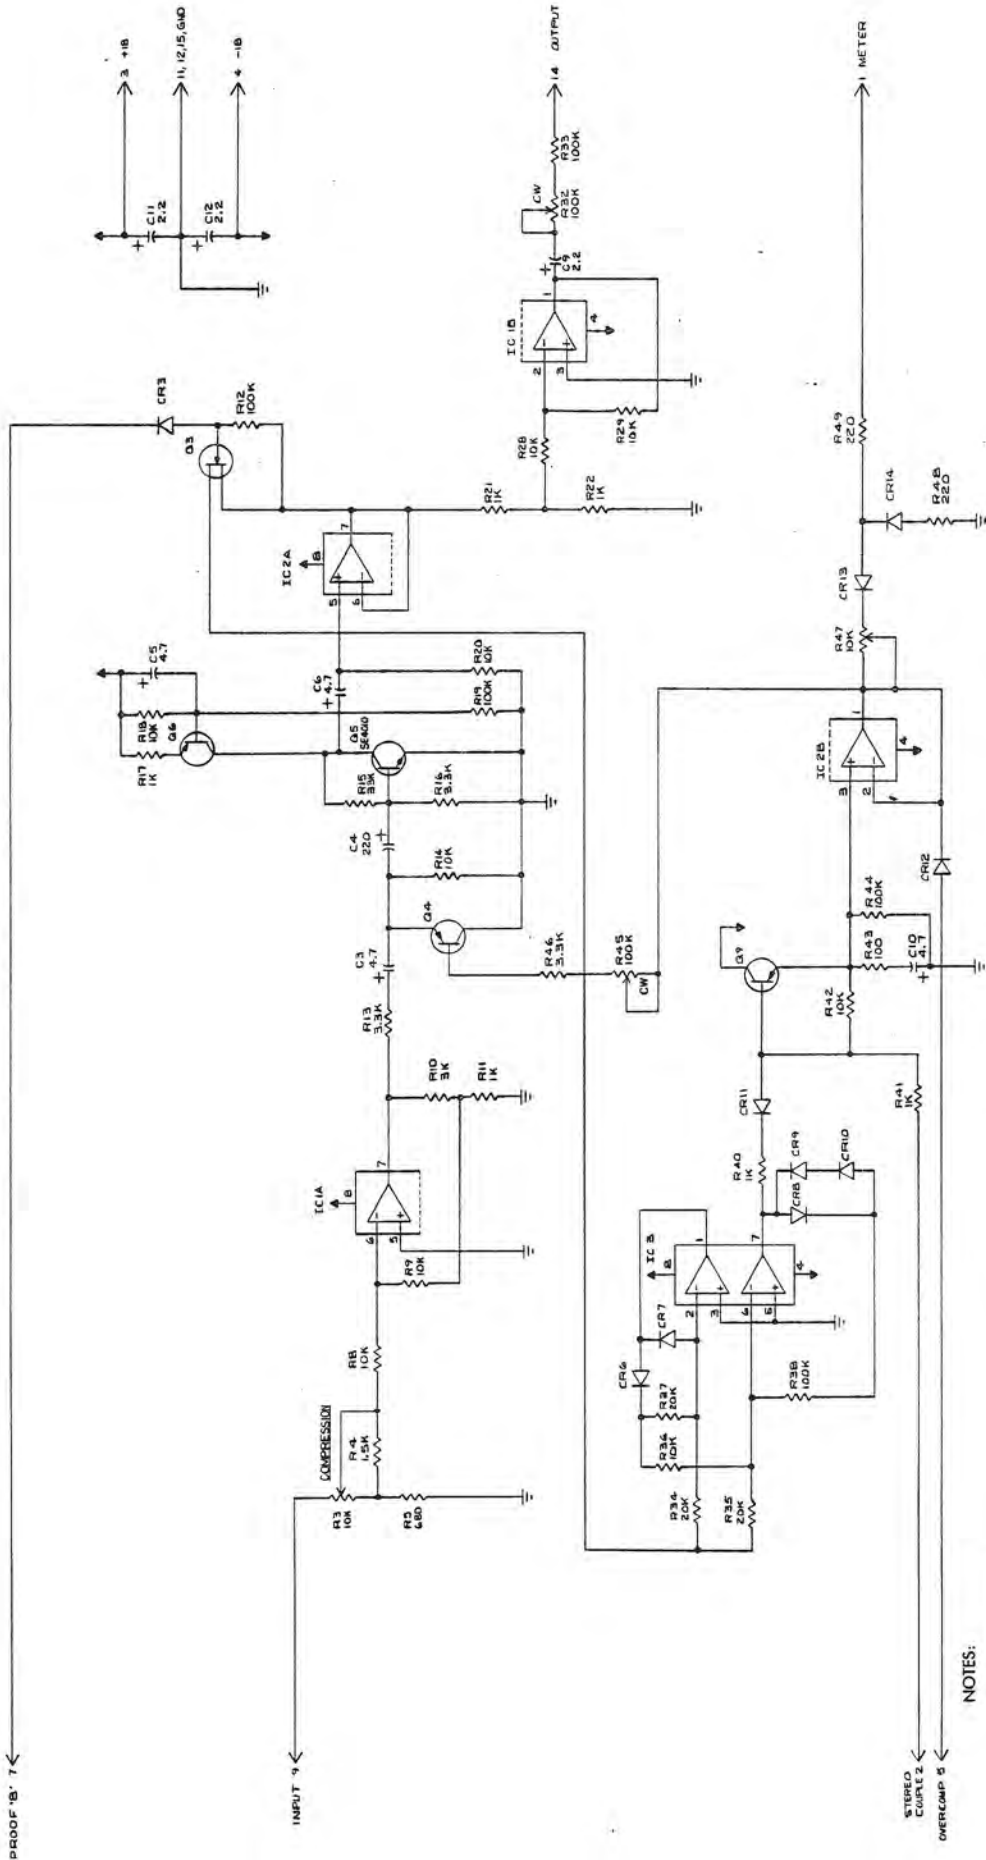 PROOF 'B' 7
3 +18
11, 12, 15, GND
4 -18
C11
2.2
C12
2.2
+
+
CR3
R12
100K
Q3
C5
4.7
+
R18
10K
R17
1K
Q6
IC2A
8
7
5
6
+
-
R21
1K
R22
1K
R20
10K
R19
100K
C6
4.7
+
Q5
SE4010
R15
33K
R16
3.3K
C4
220
+
R14
10K
Q4
C3
4.7
+
R13
3.3K
R46
3.3K
R45
100K
CW
R10
3K
R11
1K
IC1A
8
7
6
5
-
+
R9
10K
R8
10K
COMPRESSION
R4
1.5K
R3
10K
R5
680
INPUT 9
R28
10K
R29
10K
IC1B
2
3
1
4
-
+
C9
2.2
+
CW
R32
100K
R33
100K
14 OUTPUT
R34
20K
R35
20K
R36
10K
R37
20K
R38
100K
CR6
CR7
IC3
8
1
2
3
6
5
7
4
-
+
-
+
CR8
CR9
CR10
R40
1K
CR11
R41
1K
Q9
R42
10K
R43
100
C10
4.7
+
R44
100K
CR12
IC2B
3
2
1
4
+
-
R47
10K
CR13
CR14
R48
220
R49
220
1 METER
STEREO
COUPLE 2
OVERCOMP 5
NOTES: